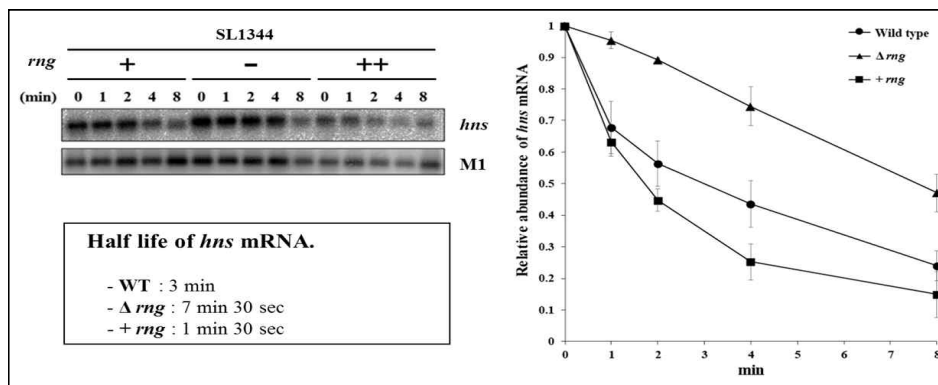 SL1344
rng + − ++
(min) 0 1 2 4 8 0 1 2 4 8 0 1 2 4 8
hns
M1
Half life of hns mRNA.
- WT : 3 min
- Δ rng : 7 min 30 sec
- + rng : 1 min 30 sec
Relative abundance of hns mRNA
1
0.9
0.8
0.7
0.6
0.5
0.4
0.3
0.2
0.1
0
0 1 2 3 4 5 6 7 8
min
Wild type
Δ rng
+ rng